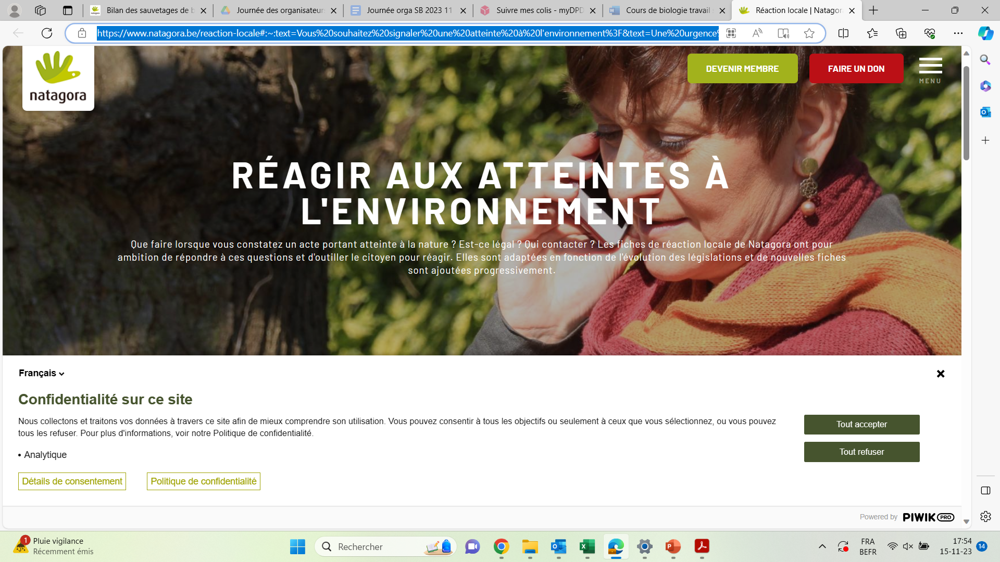 Bilan des sauvetages de b
Journée des organisateur
Journée orga SB 2023 11
Suivre mes colis - myDPD
Cours de biologie travail
Réaction locale | Natagor
https://www.natagora.be/reaction-locale#:~:text=Vous%20souhaitez%20signaler%20une%20atteinte%20à%20l'environnement%3F&text=Une%20urgence%
natagora
DEVENIR MEMBRE
FAIRE UN DON
MENU
RÉAGIR AUX ATTEINTES À
L'ENVIRONNEMENT
Que faire lorsque vous constatez un acte portant atteinte à la nature ? Est-ce légal ? Qui contacter ? Les fiches de réaction locale de Natagora ont pour
ambition de répondre à ces questions et d'outiller le citoyen pour réagir. Elles sont adaptées en fonction de l'évolution des législations et de nouvelles fiches
sont ajoutées progressivement.
Français
Confidentialité sur ce site
Nous collectons et traitons vos données à travers ce site afin de mieux comprendre son utilisation. Vous pouvez consentir à tous les objectifs ou seulement à ceux que vous sélectionnez, ou vous pouvez
tous les refuser. Pour plus d'informations, voir notre Politique de confidentialité.
• Analytique
Tout accepter
Tout refuser
Détails de consentement
Politique de confidentialité
Powered by PIWIK PRO
1
Pluie vigilance
Récemment émis
Rechercher
FRA
BEFR
17:54
15-11-23
14